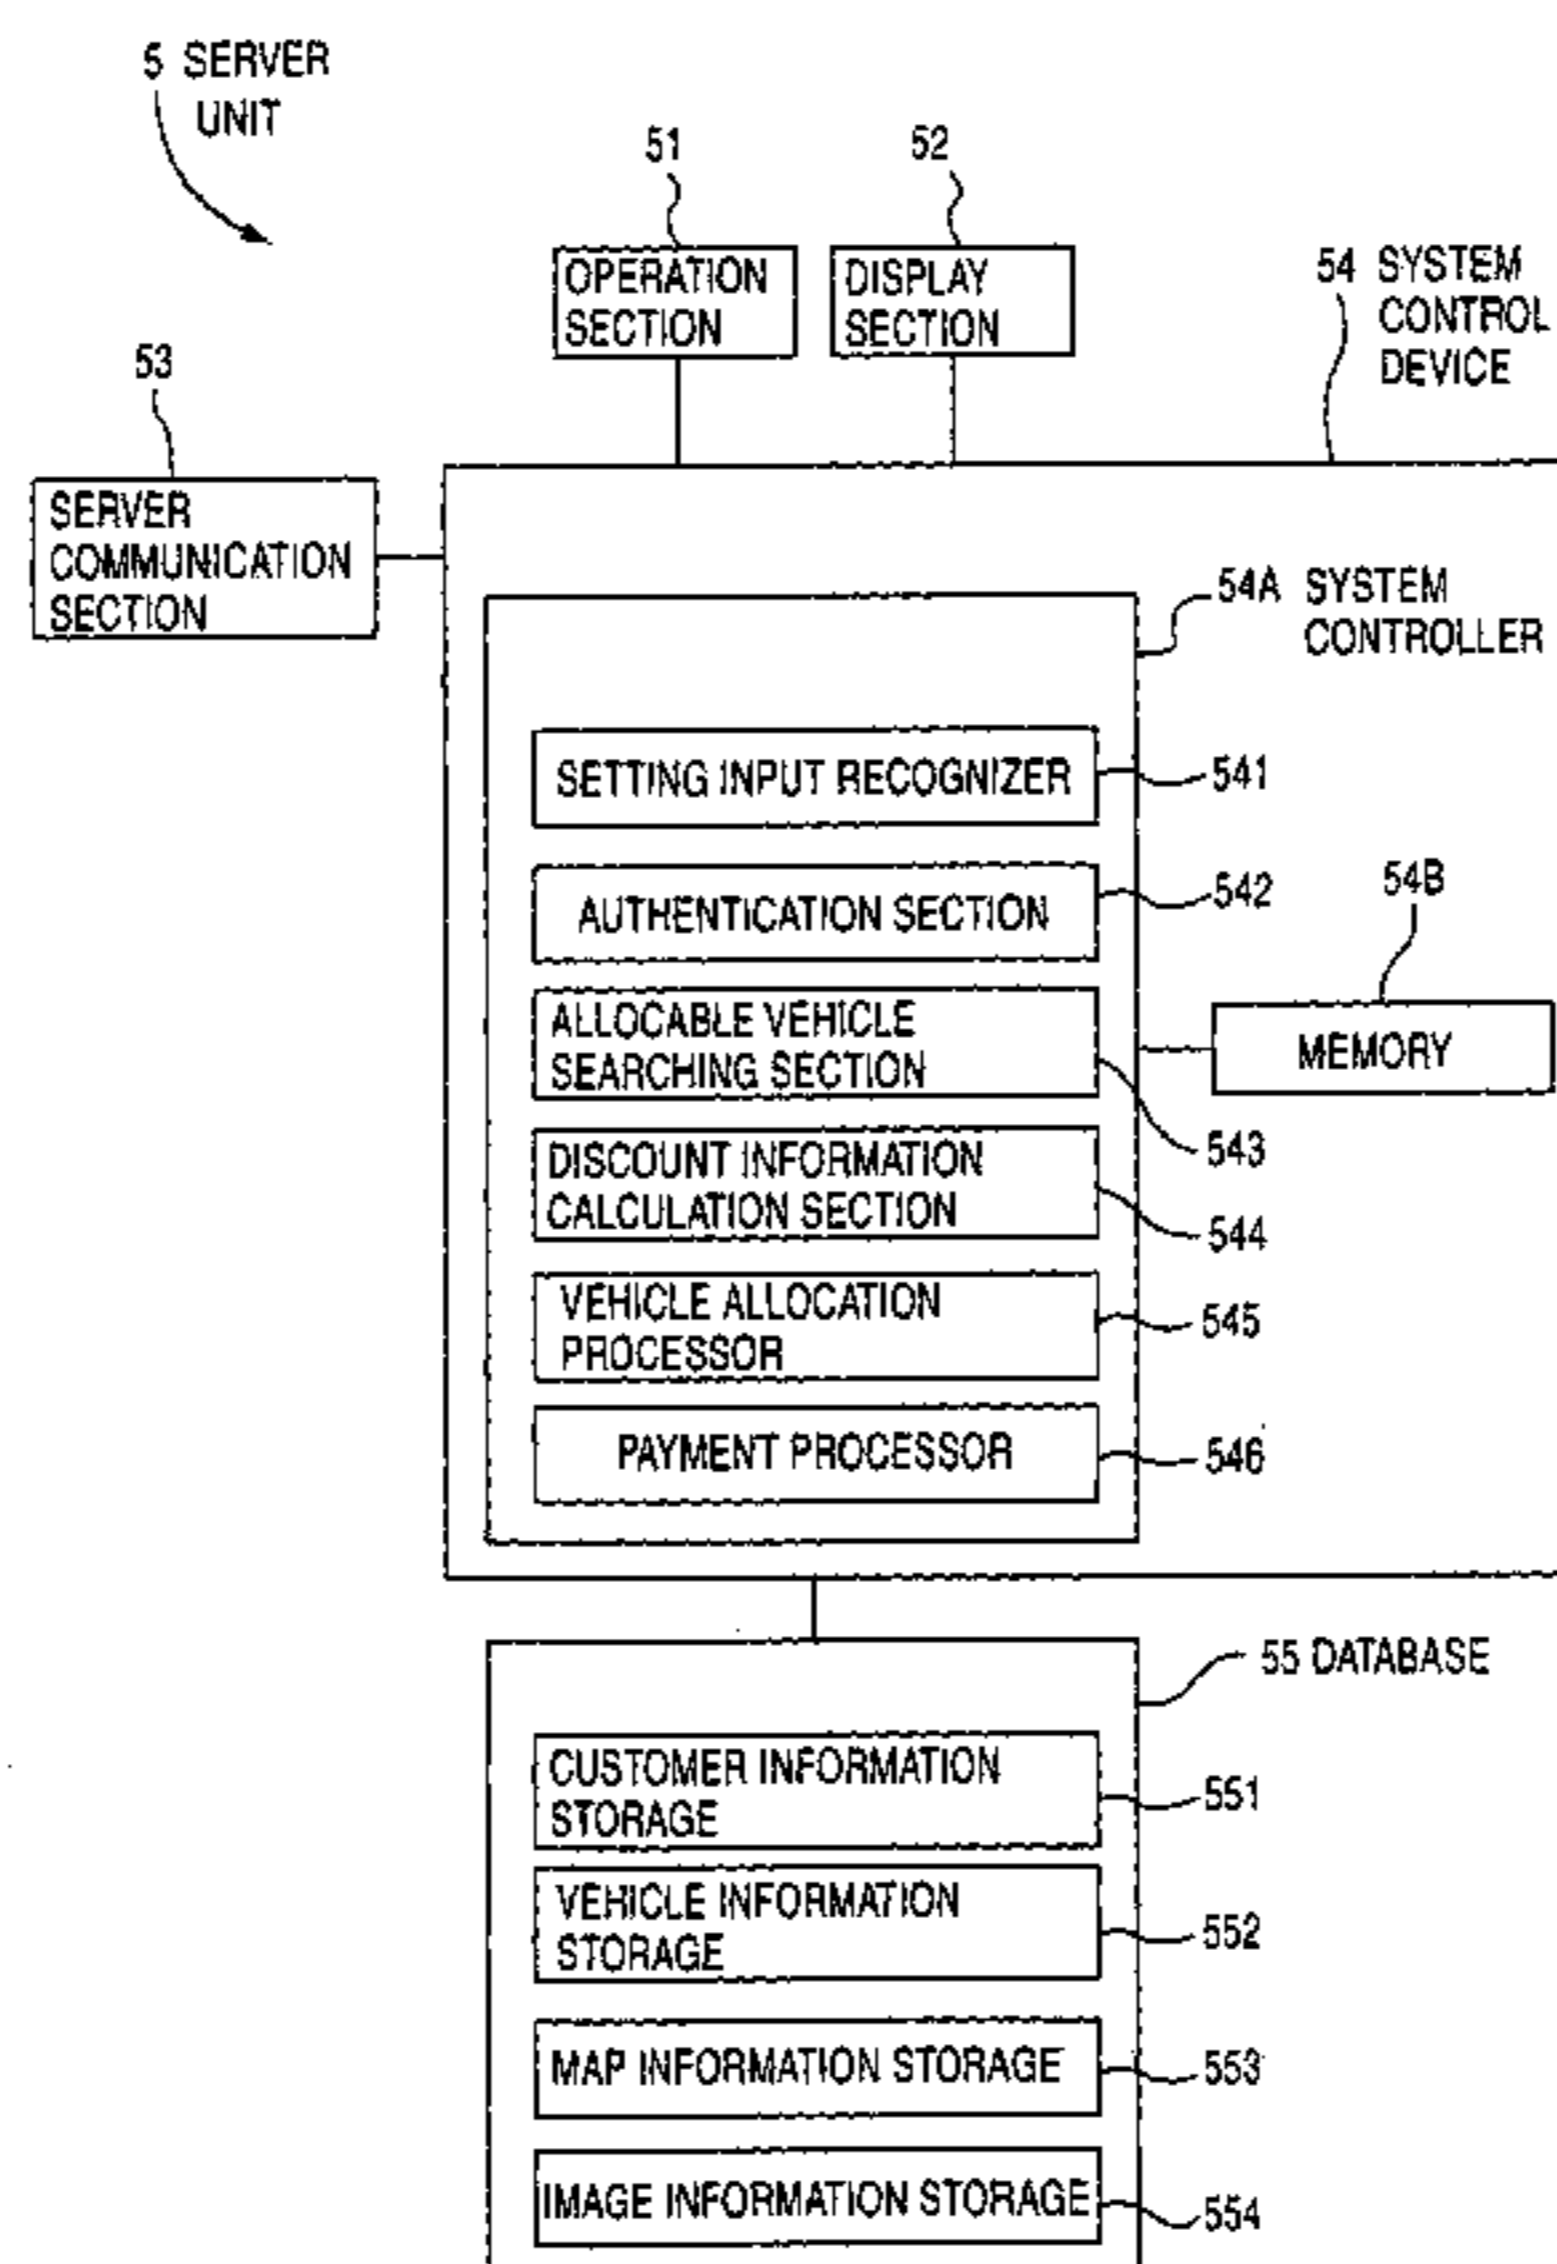 5 SERVER
UNIT
51
52
OPERATION
SECTION
DISPLAY
SECTION
54 SYSTEM
CONTROL
DEVICE
53
SERVER
COMMUNICATION
SECTION
54A SYSTEM
CONTROLLER
SETTING INPUT RECOGNIZER
541
AUTHENTICATION SECTION
542
54B
MEMORY
ALLOCABLE VEHICLE
SEARCHING SECTION
543
DISCOUNT INFORMATION
CALCULATION SECTION
544
VEHICLE ALLOCATION
PROCESSOR
545
PAYMENT PROCESSOR
546
55 DATABASE
CUSTOMER INFORMATION
STORAGE
551
VEHICLE INFORMATION
STORAGE
552
MAP INFORMATION STORAGE
553
IMAGE INFORMATION STORAGE
554